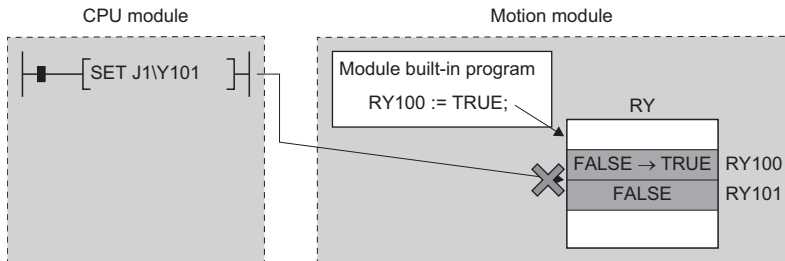 CPU module
Motion module
SET J1\Y101
Module built-in program
RY100 := TRUE;
RY
FALSE → TRUE RY100
FALSE RY101